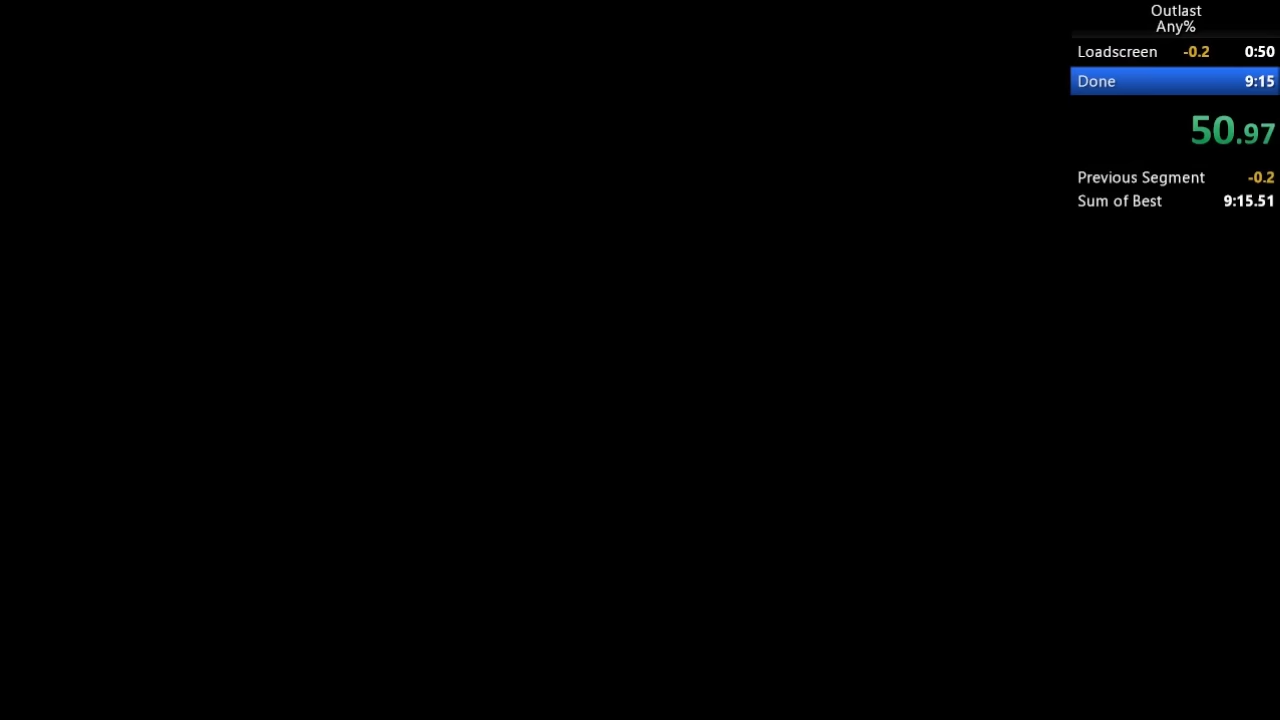 Outlast
Any%
Loadscreen -0.2 0:50
Done 9:15
50.97
Previous Segment -0.2
Sum of Best 9:15.51